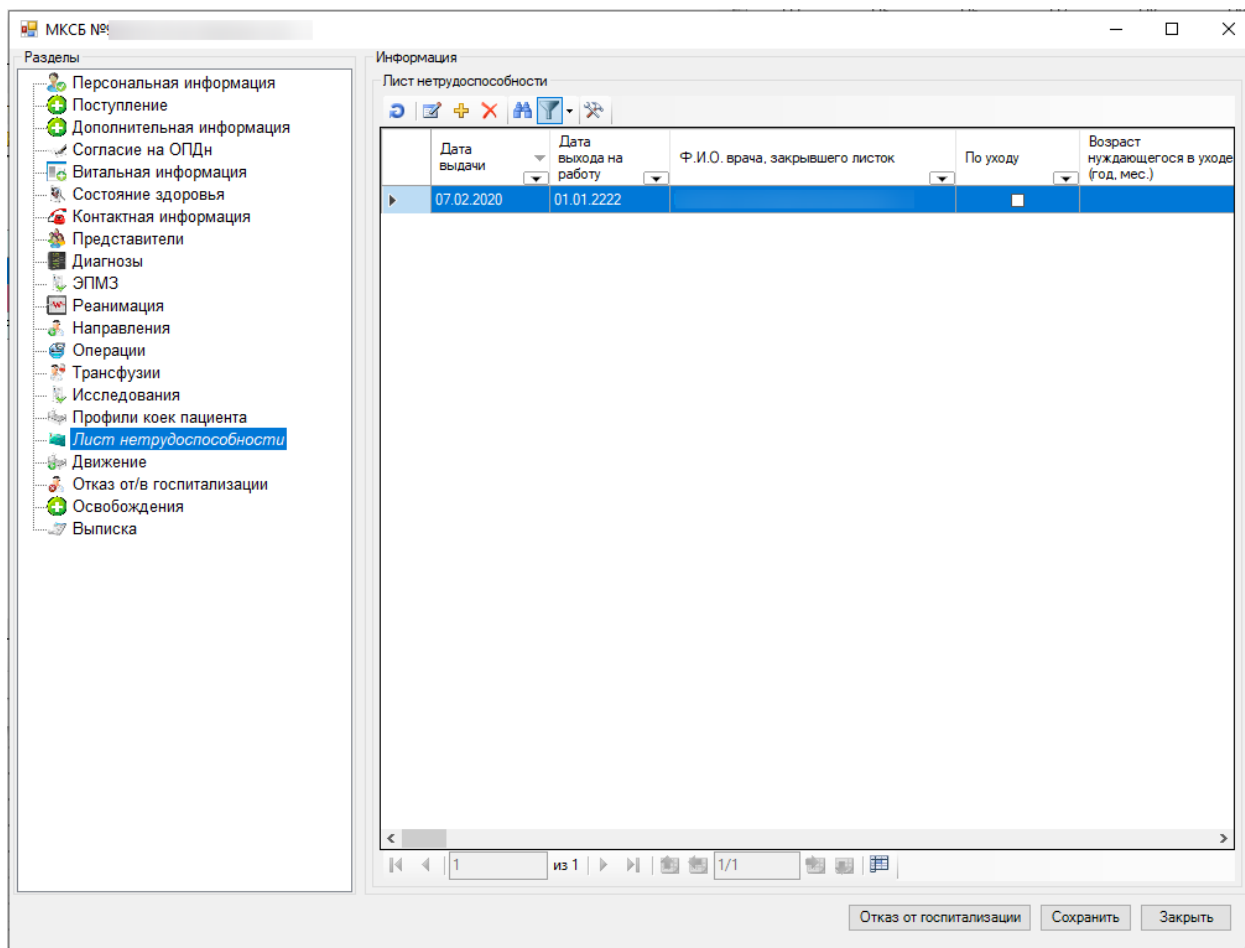 МКСБ №
Разделы
Персональная информация
Поступление
Дополнительная информация
Согласие на ОПДн
Витальная информация
Состояние здоровья
Контактная информация
Представители
Диагнозы
ЭПМЗ
Реанимация
Направления
Операции
Трансфузии
Исследования
Профили коек пациента
Лист нетрудоспособности
Движение
Отказ от/в госпитализации
Освобождения
Выписка
Информация
Лист нетрудоспособности
Дата
выдачи
Дата
выхода на
работу
Ф.И.О. врача, закрывшего листок
По уходу
Возраст
нуждающегося в уходе
(год, мес.)
07.02.2020 01.01.2222
1 из 1 1/1
Отказ от госпитализации Сохранить Закрыть